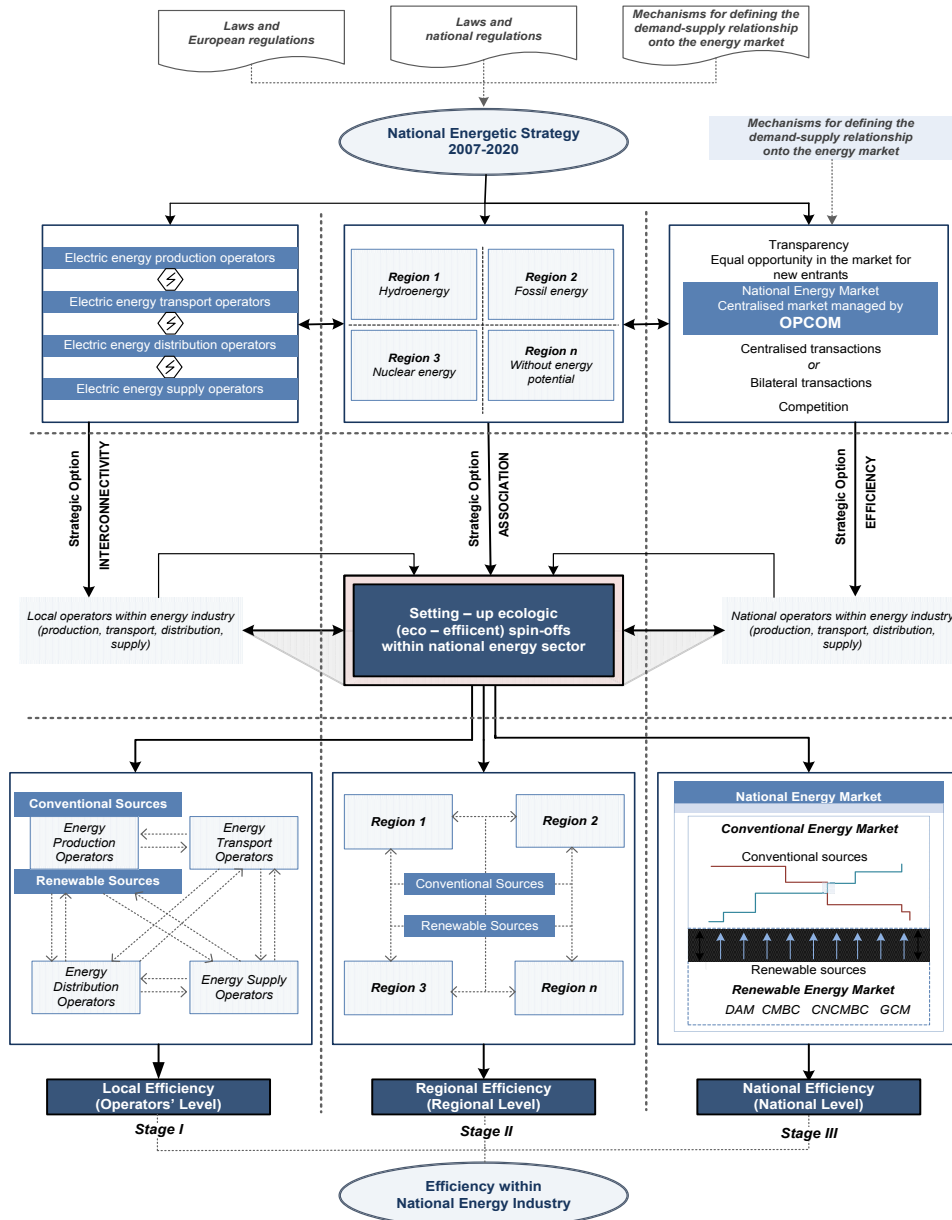 Laws and
European regulations
Laws and
national regulations
Mechanisms for defining the
demand-supply relationship
onto the energy market
National Energetic Strategy
2007-2020
Mechanisms for defining the
demand-supply relationship
onto the energy market
Electric energy production operators
Electric energy transport operators
Electric energy distribution operators
Electric energy supply operators
Region 1
Hydroenergy
Region 2
Fossil energy
Region 3
Nuclear energy
Region n
Without energy
potential
Transparency
Equal opportunity in the market for
new entrants
National Energy Market
Centralised market managed by
OPCOM
Centralised transactions
or
Bilateral transactions
Competition
Strategic Option
INTERCONNECTIVITY
Strategic Option
ASSOCIATION
Strategic Option
EFFICIENCY
Local operators within energy industry
(production, transport, distribution,
supply)
Setting – up ecologic
(eco – effiicent) spin-offs
within national energy sector
National operators within energy industry
(production, transport, distribution,
supply)
Conventional Sources
Energy
Production
Operators
Energy
Transport
Operators
Renewable Sources
Energy
Distribution
Operators
Energy Supply
Operators
Region 1
Region 2
Conventional Sources
Renewable Sources
Region 3
Region n
National Energy Market
Conventional Energy Market
Conventional sources
Renewable sources
Renewable Energy Market
DAM CMBC CNCMBC GCM
Local Efficiency
(Operators' Level)
Regional Efficiency
(Regional Level)
National Efficiency
(National Level)
Stage I
Stage II
Stage III
Efficiency within
National Energy Industry